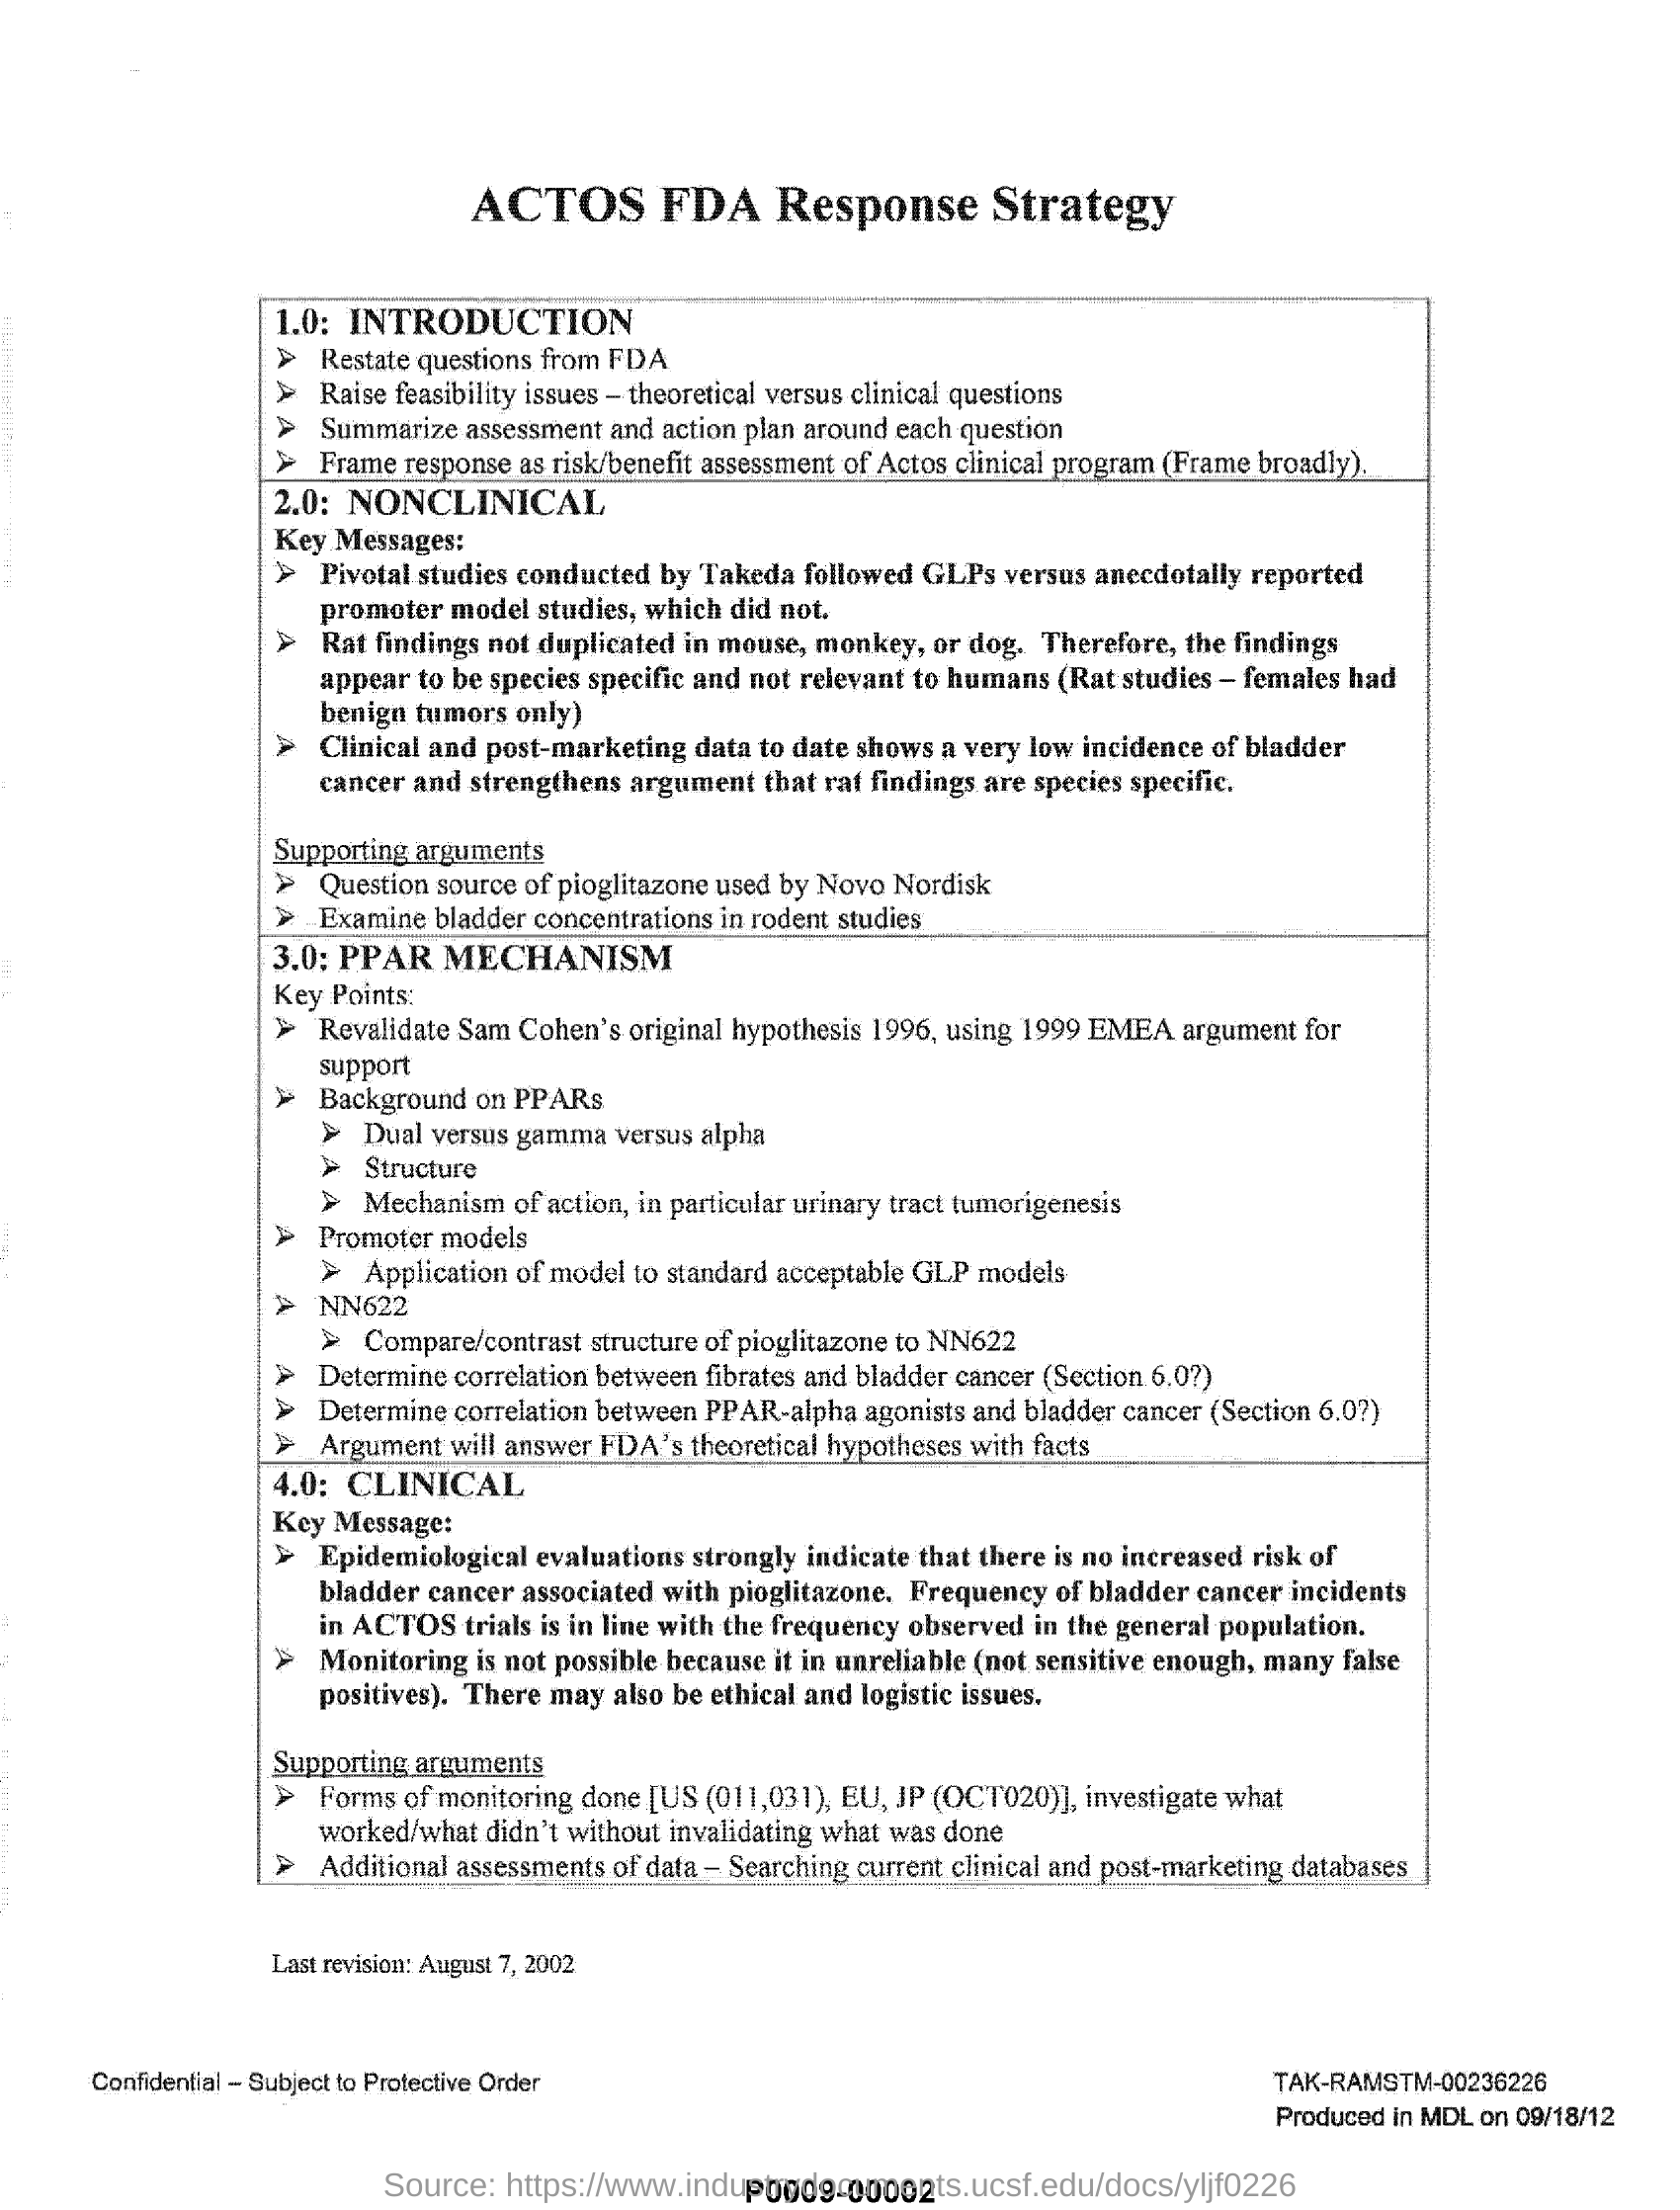 ACTOS FDA Response Strategy
1.0: INTRODUCTION
➢ Restate questions from FDA
➢ Raise feasibility issues – theoretical versus clinical questions
➢ Summarize assessment and action plan around each question
➢ Frame response as risk/benefit assessment of Actos clinical program (Frame broadly).
2.0: NONCLINICAL
Key Messages:
➢ Pivotal studies conducted by Takeda followed GLPs versus anecdotally reported
promoter model studies, which did not.
➢ Rat findings not duplicated in mouse, monkey, or dog. Therefore, the findings
appear to be species specific and not relevant to humans (Rat studies – females had
benign tumors only)
➢ Clinical and post-marketing data to date shows a very low incidence of bladder
cancer and strengthens argument that rat findings are species specific.
Supporting arguments
➢ Question source of pioglitazone used by Novo Nordisk
➢ Examine bladder concentrations in rodent studies
3.0: PPAR MECHANISM
Key Points:
➢ Revalidate Sam Cohen's original hypothesis 1996, using 1999 EMEA argument for
support
➢ Background on PPARs
➢ Dual versus gamma versus alpha
➢ Structure
➢ Mechanism of action, in particular urinary tract tumorigenesis
➢ Promoter models
➢ Application of model to standard acceptable GLP models
➢ NN622
➢ Compare/contrast structure of pioglitazone to NN622
➢ Determine correlation between fibrates and bladder cancer (Section 6.0?)
➢ Determine correlation between PPAR-alpha agonists and bladder cancer (Section 6.0?)
➢ Argument will answer FDA's theoretical hypotheses with facts
4.0: CLINICAL
Key Message:
➢ Epidemiological evaluations strongly indicate that there is no increased risk of
bladder cancer associated with pioglitazone. Frequency of bladder cancer incidents
in ACTOS trials is in line with the frequency observed in the general population.
➢ Monitoring is not possible because it in unreliable (not sensitive enough, many false
positives). There may also be ethical and logistic issues.
Supporting arguments
➢ Forms of monitoring done [US (011,031), EU, JP (OCT020)], investigate what
worked/what didn't without invalidating what was done
➢ Additional assessments of data – Searching current clinical and post-marketing databases
Last revision: August 7, 2002
Confidential – Subject to Protective Order
TAK-RAMSTM-00236226
Produced in MDL on 09/18/12
Source: https://www.industrydocuments.ucsf.edu/docs/yljf0226
P0009-00002